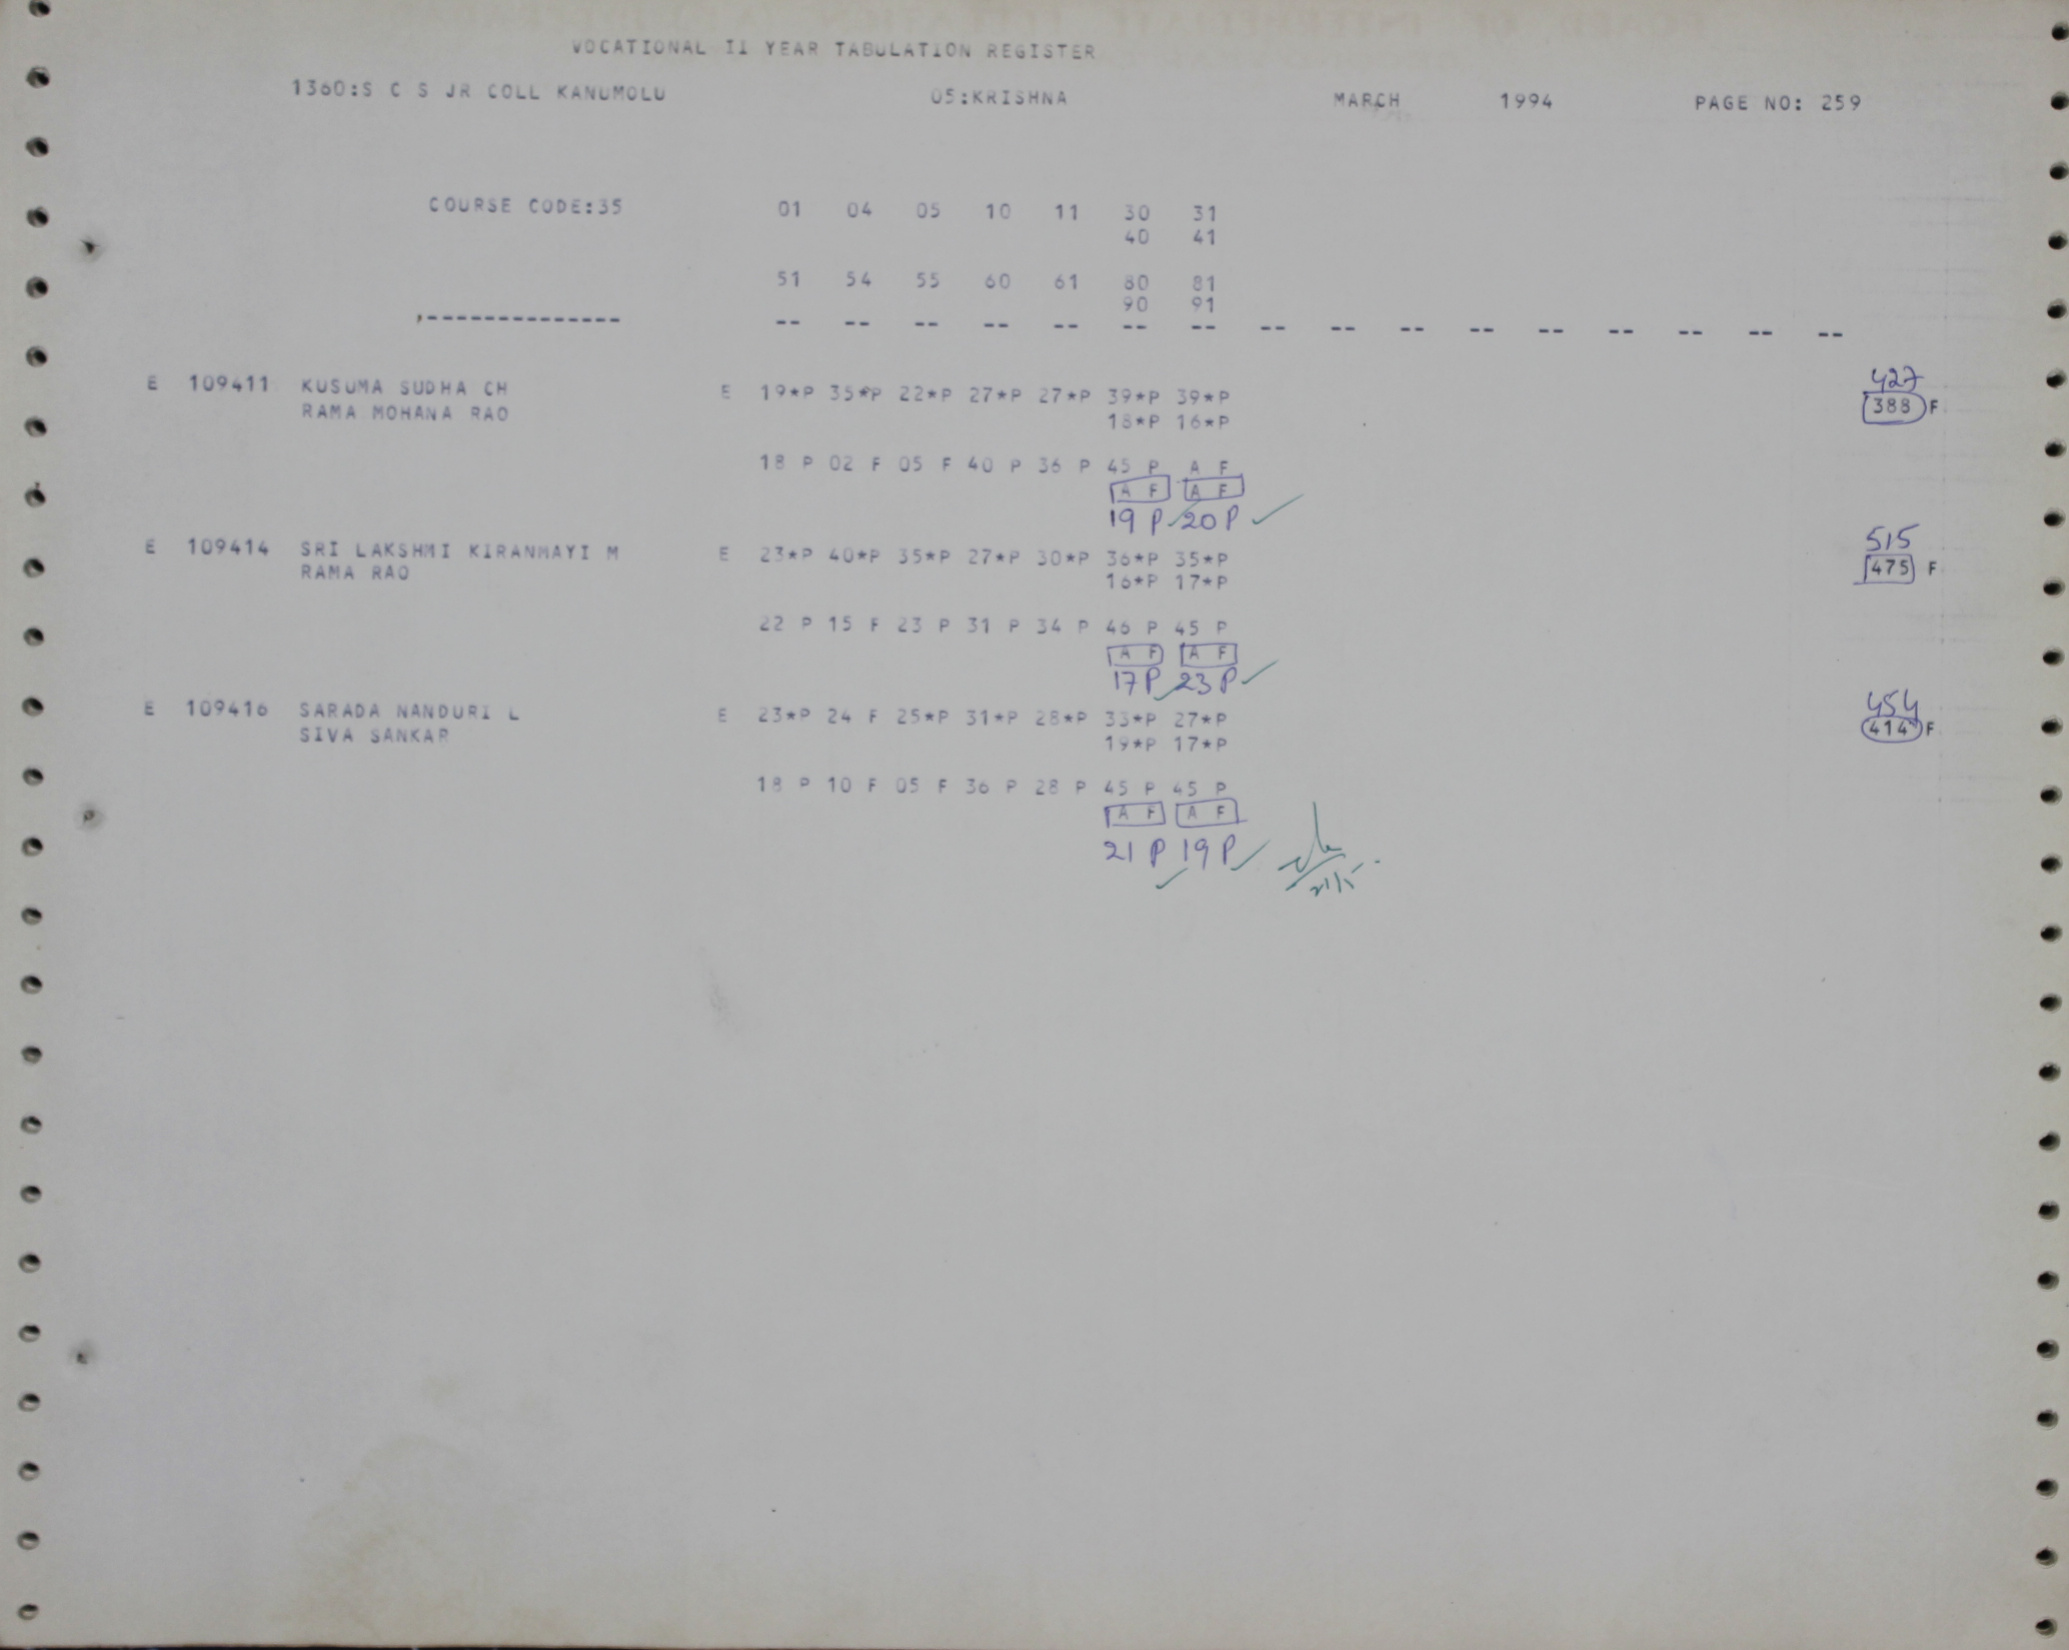 VOCATIONAL II YEAR TABULATION REGISTER
1360:S C S JR COLL KANUMOLU 05:KRISHNA MARCH 1994 PAGE NO: 259
COURSE CODE:35 01 04 05 10 11 30 31
40 41
51 54 55 60 61 80 81
90 91
-------------- -- -- -- -- -- -- -- -- -- -- -- -- -- -- -- --
427
E 109411 KUSUMA SUDHA CH E 19*P 35*P 22*P 27*P 27*P 39*P 39*P 388 F
RAMA MOHANA RAO 18*P 16*P
18 P 02 F 05 F 40 P 36 P 45 P A F
A F A F
19 P 20 P
515
E 109414 SRI LAKSHMI KIRANMAYI M E 23*P 40*P 35*P 27*P 30*P 36*P 35*P 475 F
RAMA RAO 16*P 17*P
22 P 15 F 23 P 31 P 34 P 46 P 45 P
A F A F
17 P 23 P
454
E 109416 SARADA NANDURI L E 23*P 24 F 25*P 31*P 28*P 33*P 27*P 414 F
SIVA SANKAR 19*P 17*P
18 P 10 F 05 F 36 P 28 P 45 P 45 P
A F A F
21 P 19 P